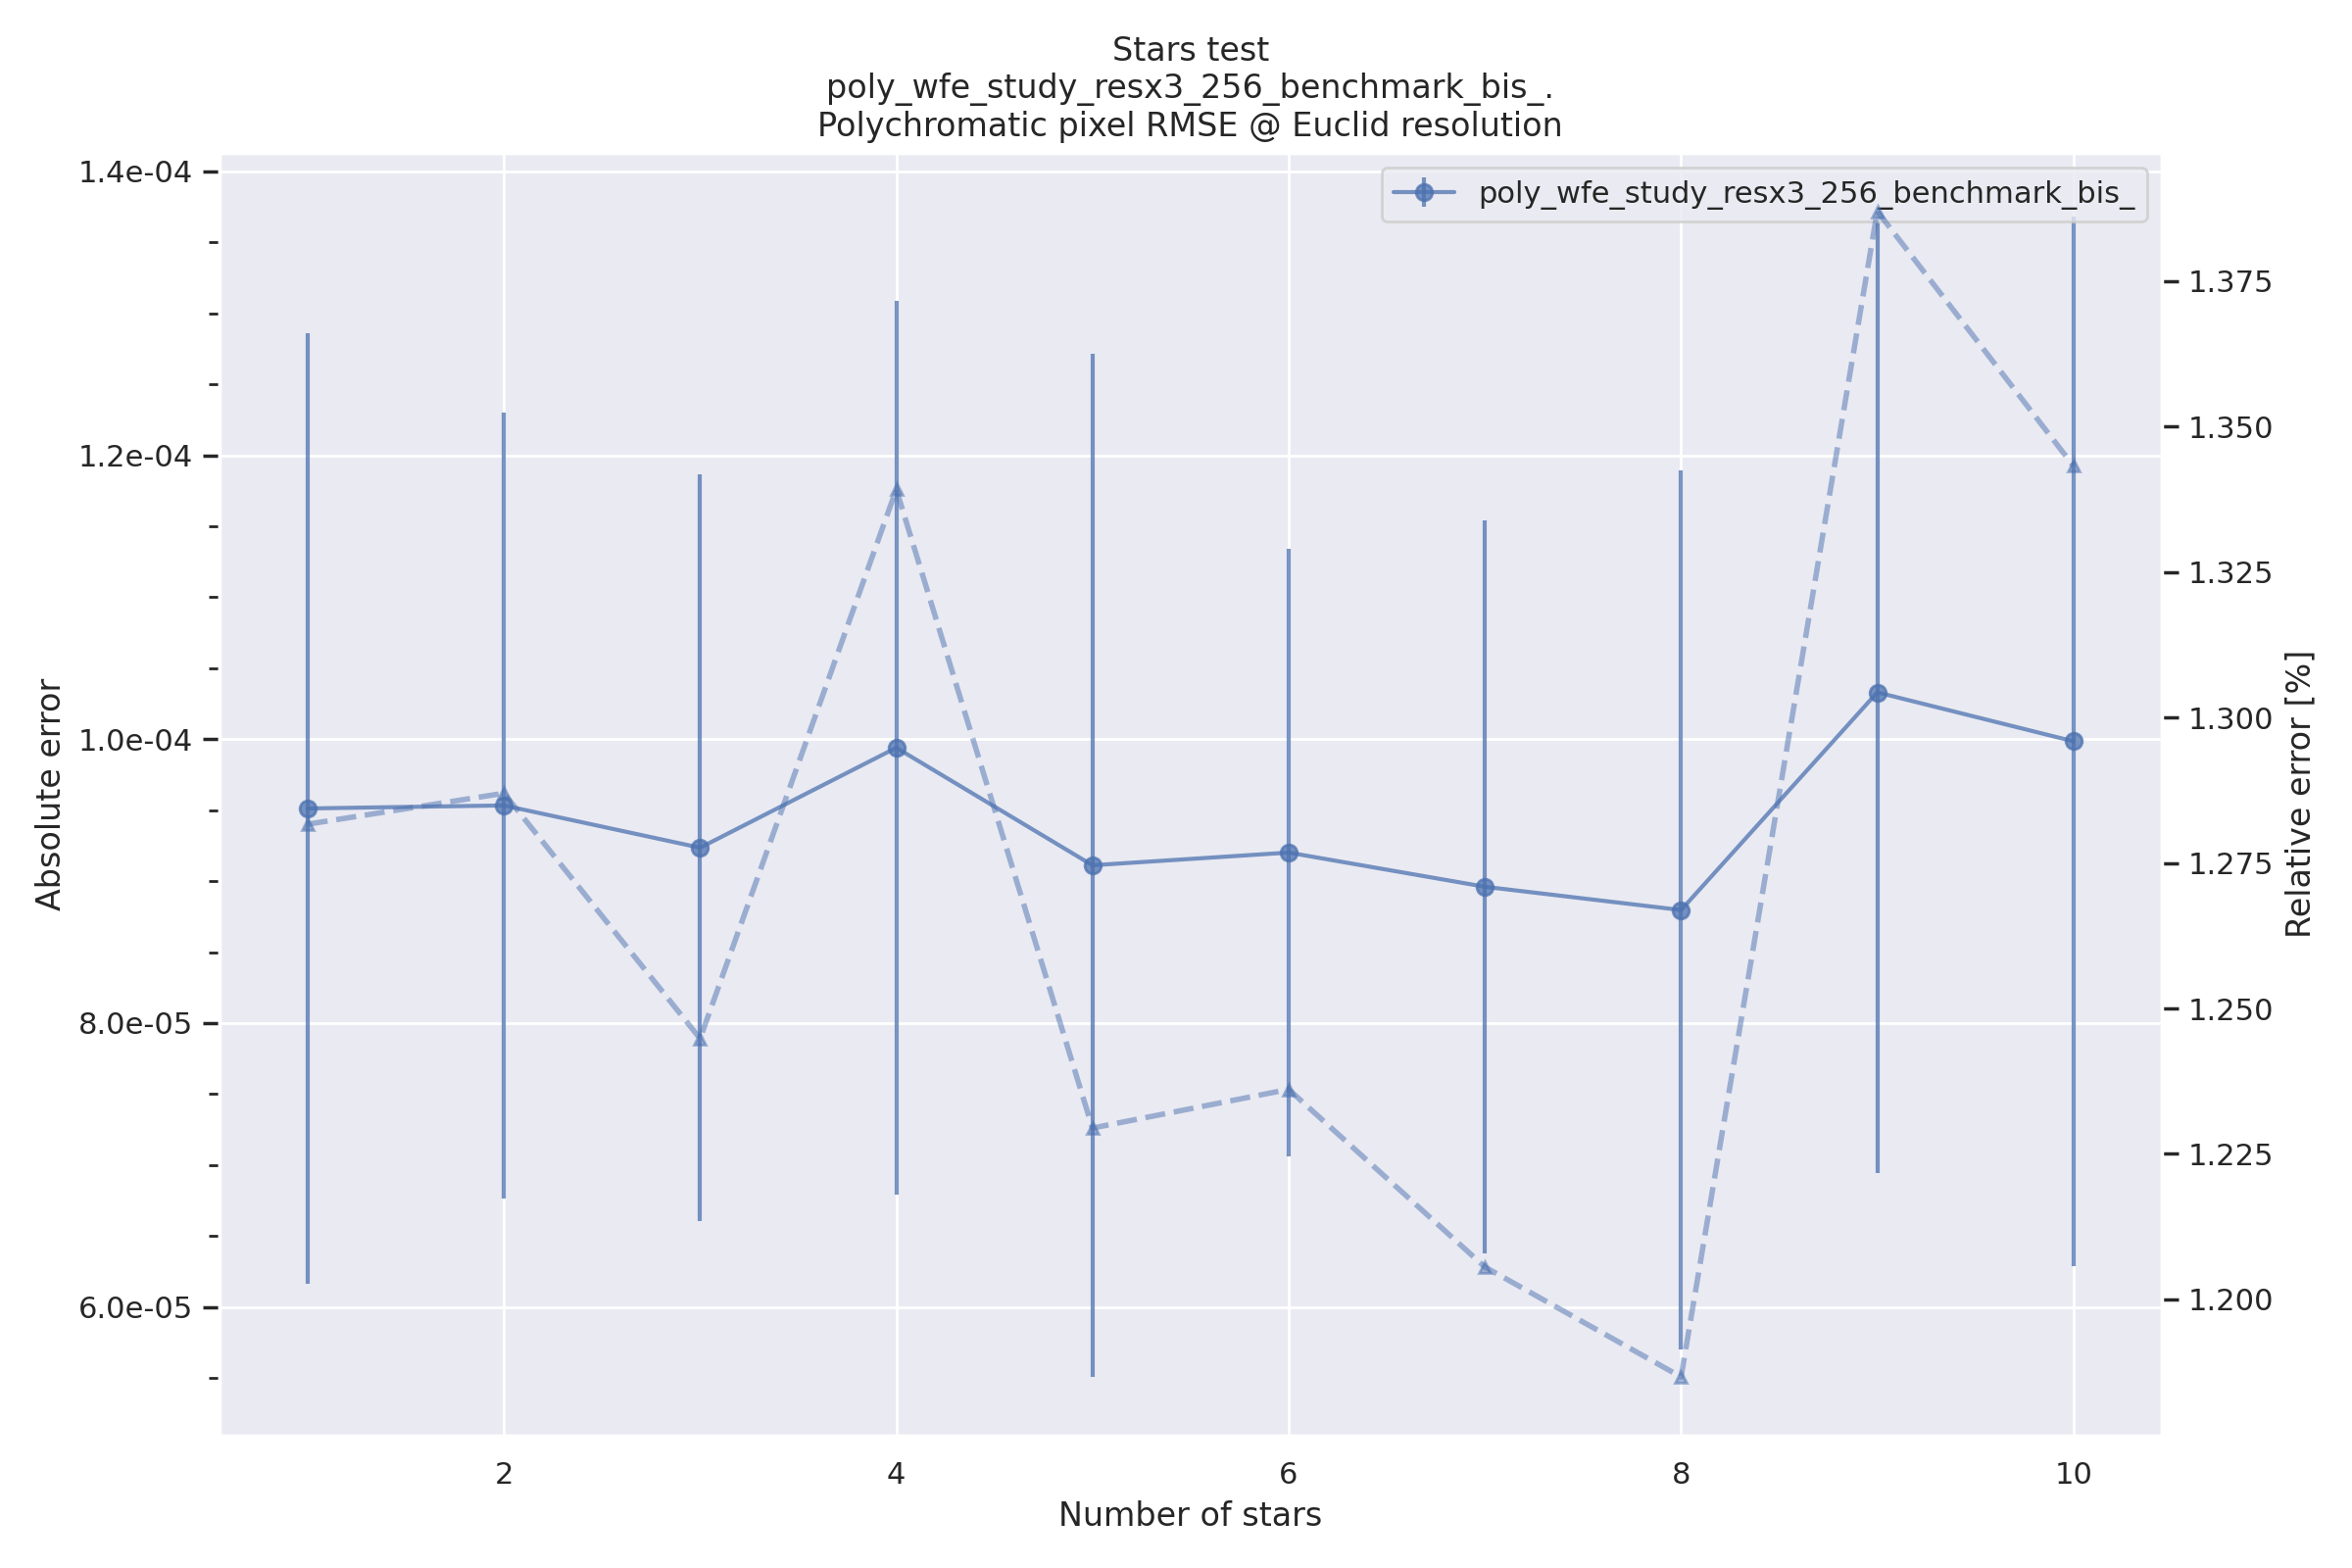 Stars test
poly_wfe_study_resx3_256_benchmark_bis_.
Polychromatic pixel RMSE @ Euclid resolution
poly_wfe_study_resx3_256_benchmark_bis_
Absolute error
1.4e-04
1.2e-04
1.0e-04
8.0e-05
6.0e-05
Relative error [%]
1.375
1.350
1.325
1.300
1.275
1.250
1.225
1.200
2 4 6 8 10
Number of stars